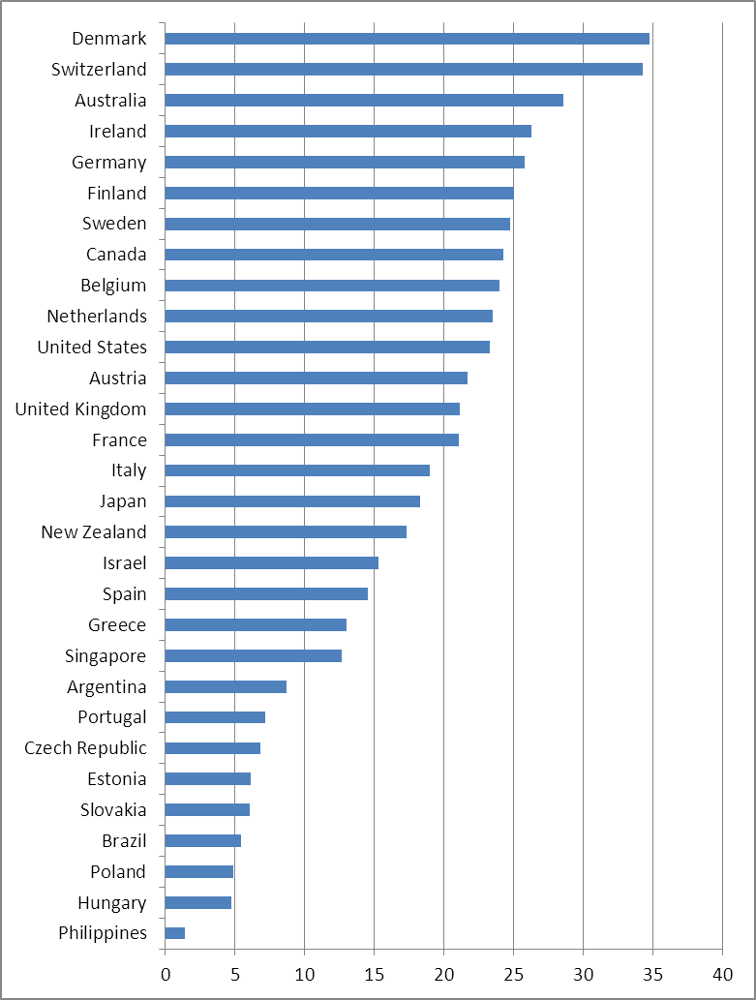 Denmark
Switzerland
Australia
Ireland
Germany
Finland
Sweden
Canada
Belgium
Netherlands
United States
Austria
United Kingdom
France
Italy
Japan
New Zealand
Israel
Spain
Greece
Singapore
Argentina
Portugal
Czech Republic
Estonia
Slovakia
Brazil
Poland
Hungary
Philippines
0 5 10 15 20 25 30 35 40